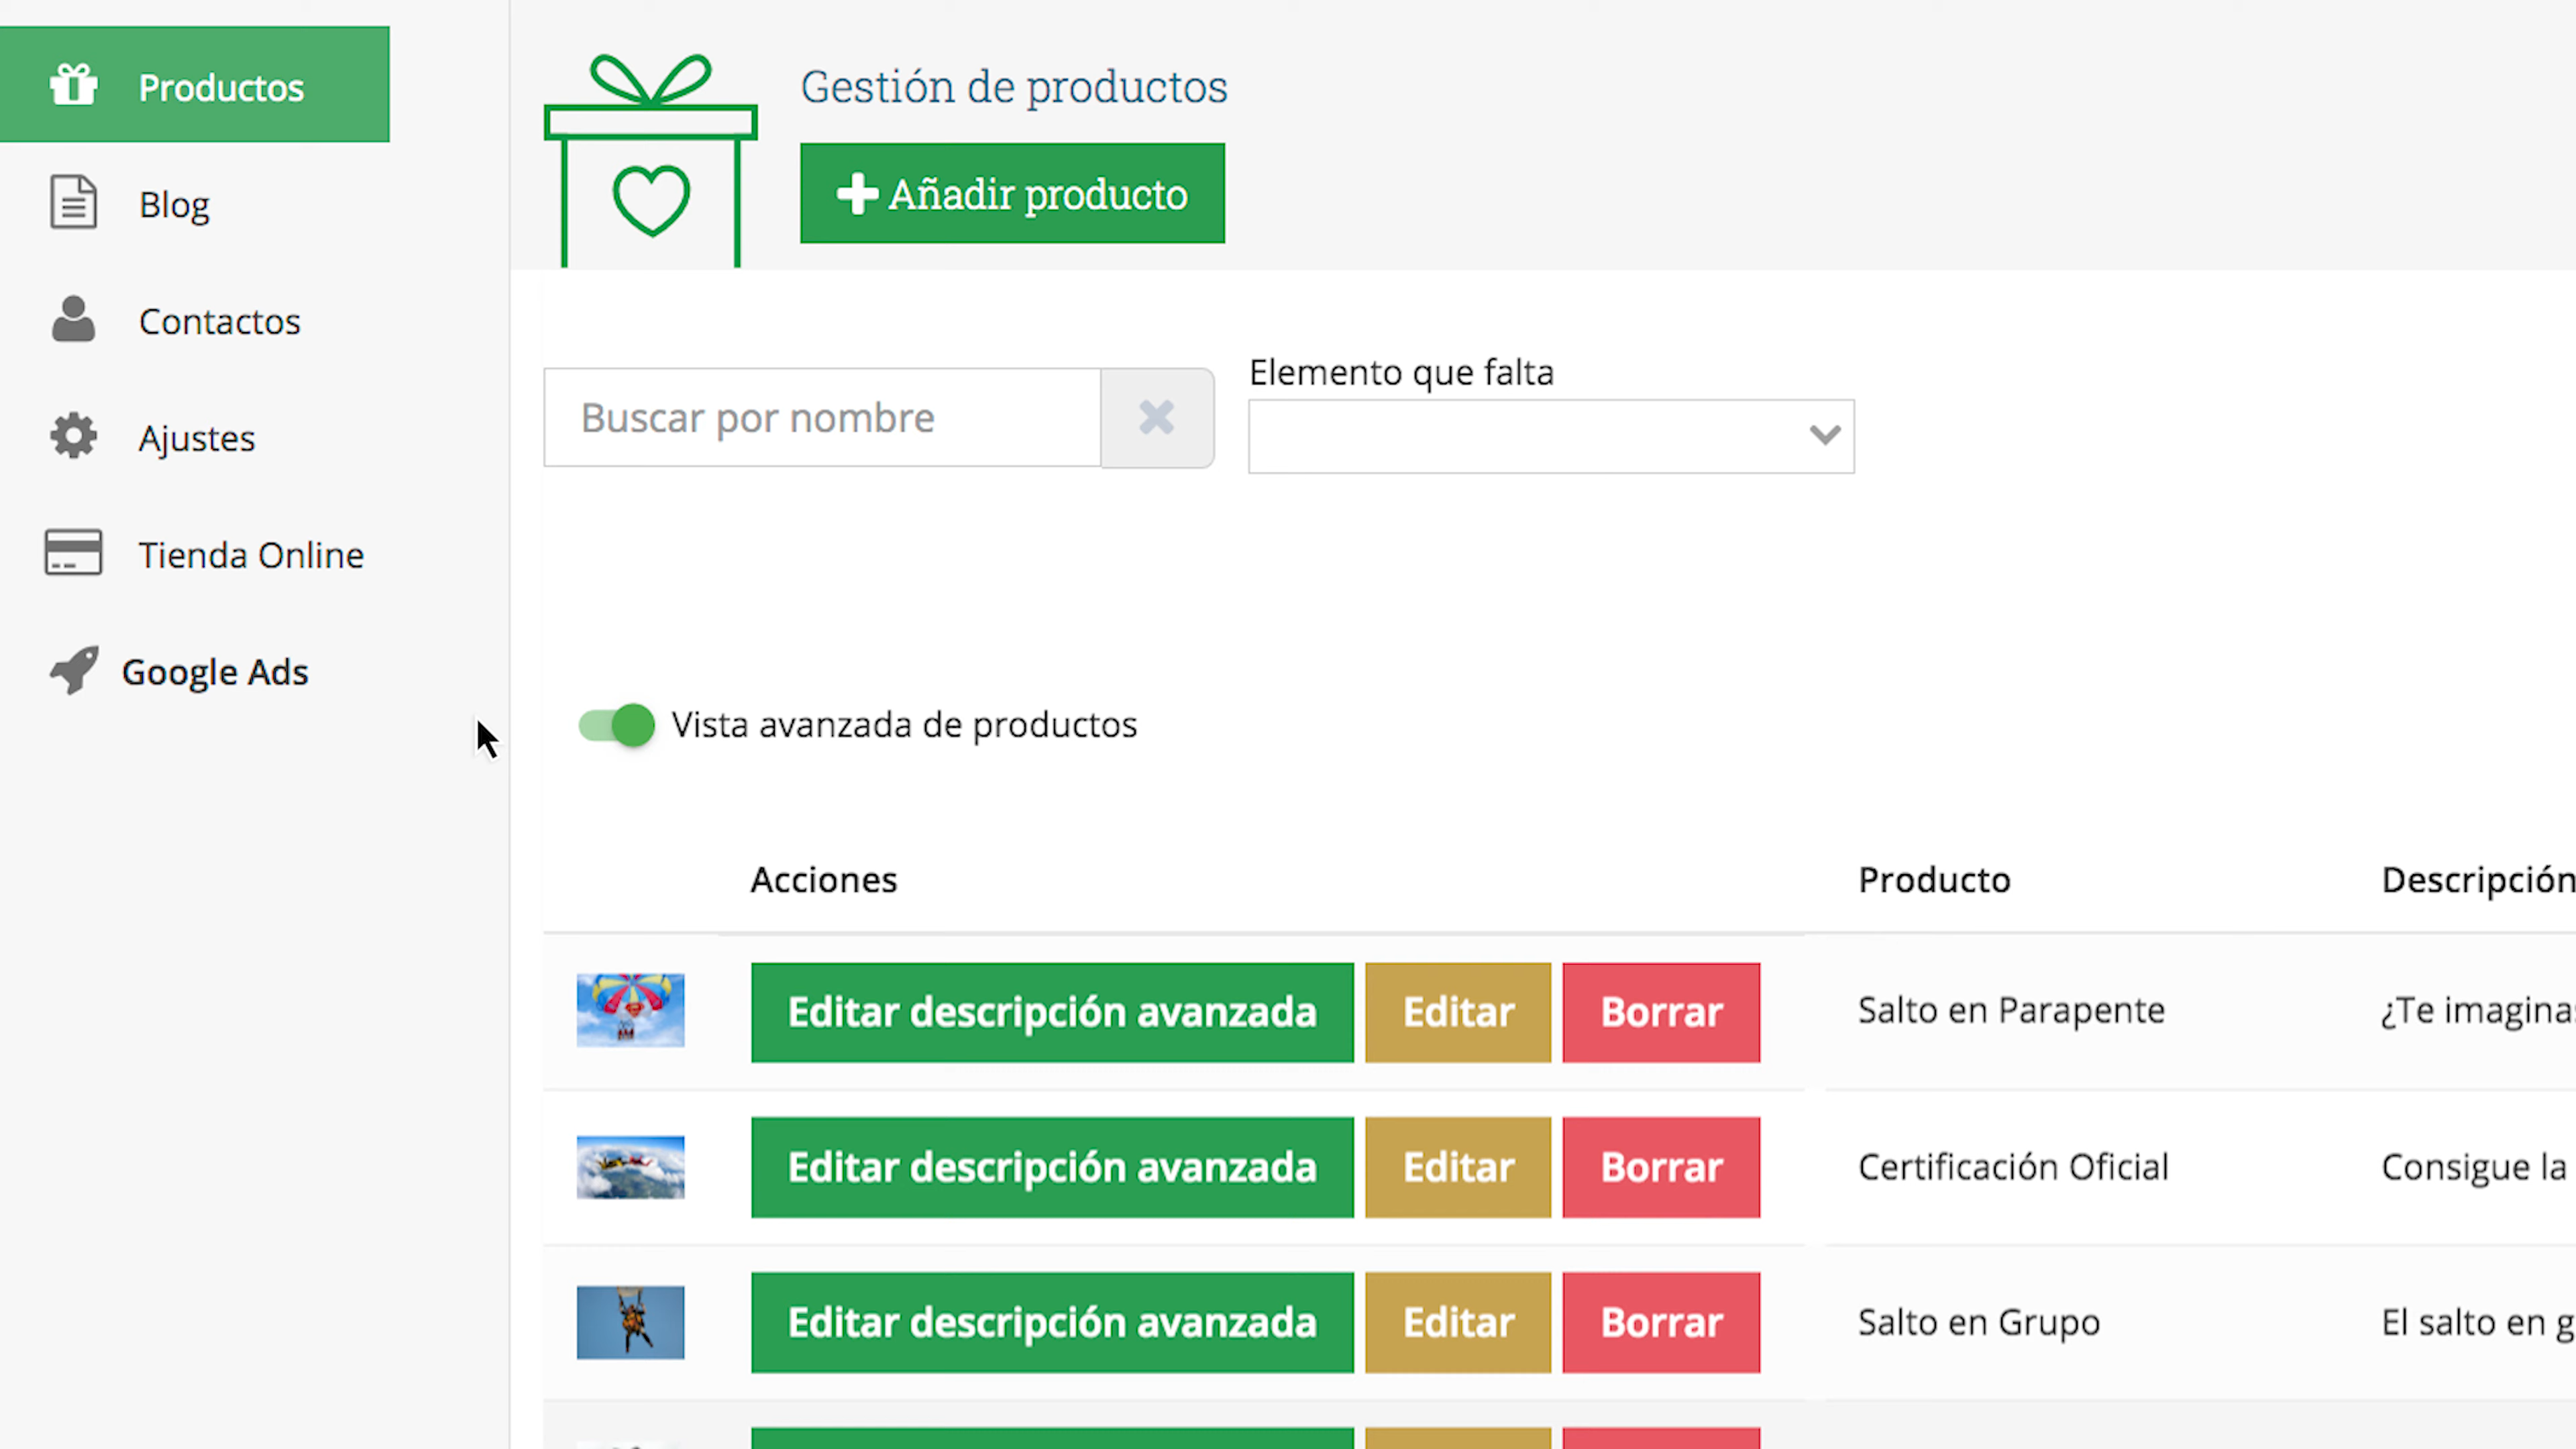 Productos
Blog
Contactos
Ajustes
Tienda Online
Google Ads
Gestión de productos
Añadir producto
Buscar por nombre
Elemento que falta
Vista avanzada de productos
Acciones Producto Descripción
Editar descripción avanzada Editar Borrar Salto en Parapente ¿Te imagina
Editar descripción avanzada Editar Borrar Certificación Oficial Consigue la
Editar descripción avanzada Editar Borrar Salto en Grupo El salto en g